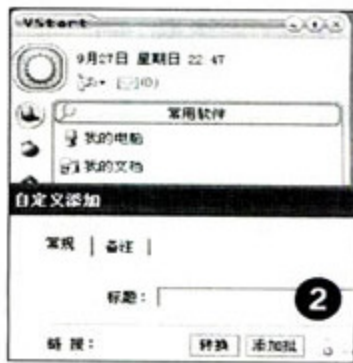 VStart
9月27日 星期日 22 47
(0)
常用软件
我的电脑
我的文档
自定义添加
常规 | 备注 |
标题：
2
链接：
转换 添加批